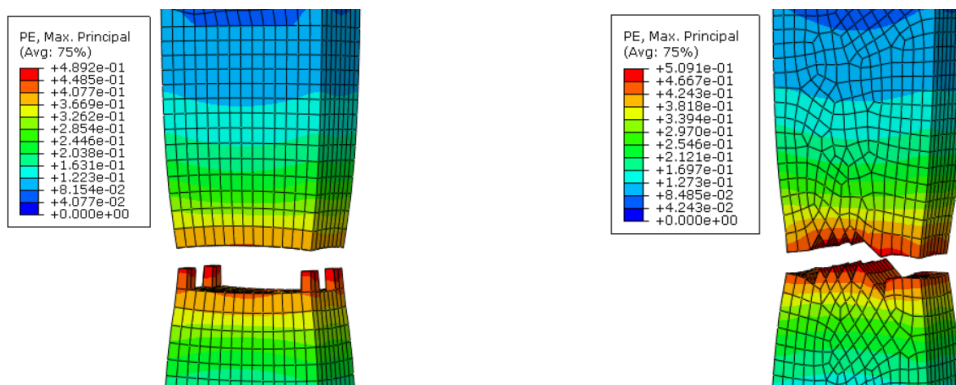 PE, Max. Principal
(Avg: 75%)
+4.892e-01
+4.485e-01
+4.077e-01
+3.669e-01
+3.262e-01
+2.854e-01
+2.446e-01
+2.038e-01
+1.631e-01
+1.223e-01
+8.154e-02
+4.077e-02
+0.000e+00
PE, Max. Principal
(Avg: 75%)
+5.091e-01
+4.667e-01
+4.243e-01
+3.818e-01
+3.394e-01
+2.970e-01
+2.546e-01
+2.121e-01
+1.697e-01
+1.273e-01
+8.485e-02
+4.243e-02
+0.000e+00